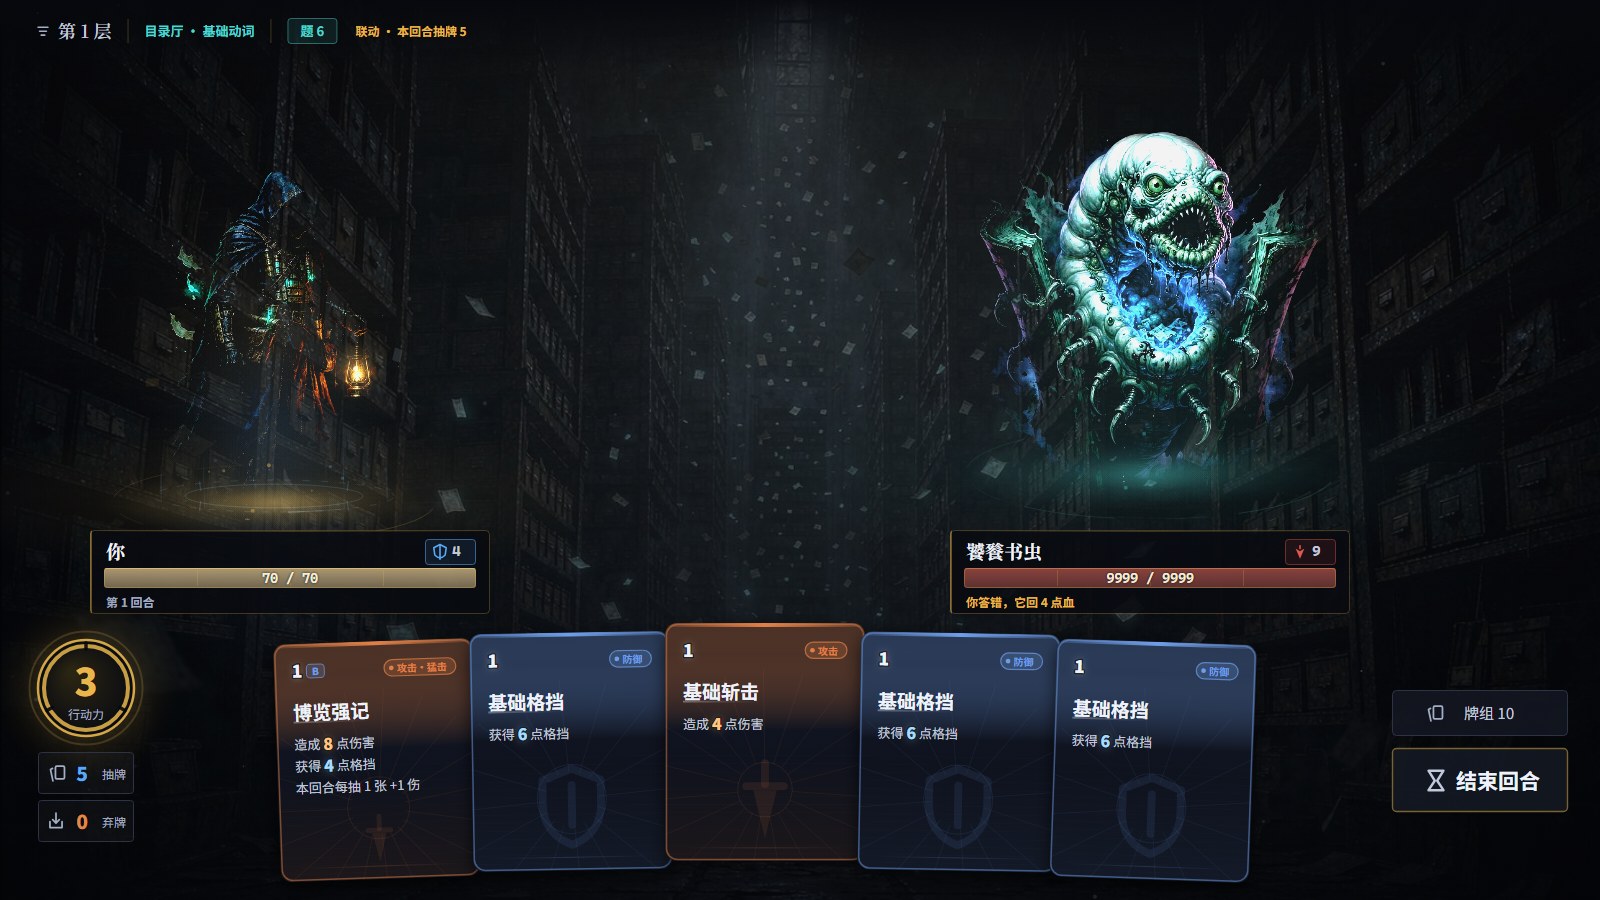 第 1 层
目录厅 · 基础动词
题 6
联动 · 本回合抽牌 5
你
4
70 / 70
第 1 回合
饕餮书虫
9
9999 / 9999
你答错，它回 4 点血
3
行动力
5 抽牌
0 弃牌
1 B 攻击 · 猛击
博览强记
造成 8 点伤害
获得 4 点格挡
本回合每抽 1 张 +1 伤
1 防御
基础格挡
获得 6 点格挡
1 攻击
基础斩击
造成 4 点伤害
1 防御
基础格挡
获得 6 点格挡
1 防御
基础格挡
获得 6 点格挡
牌组 10
结束回合